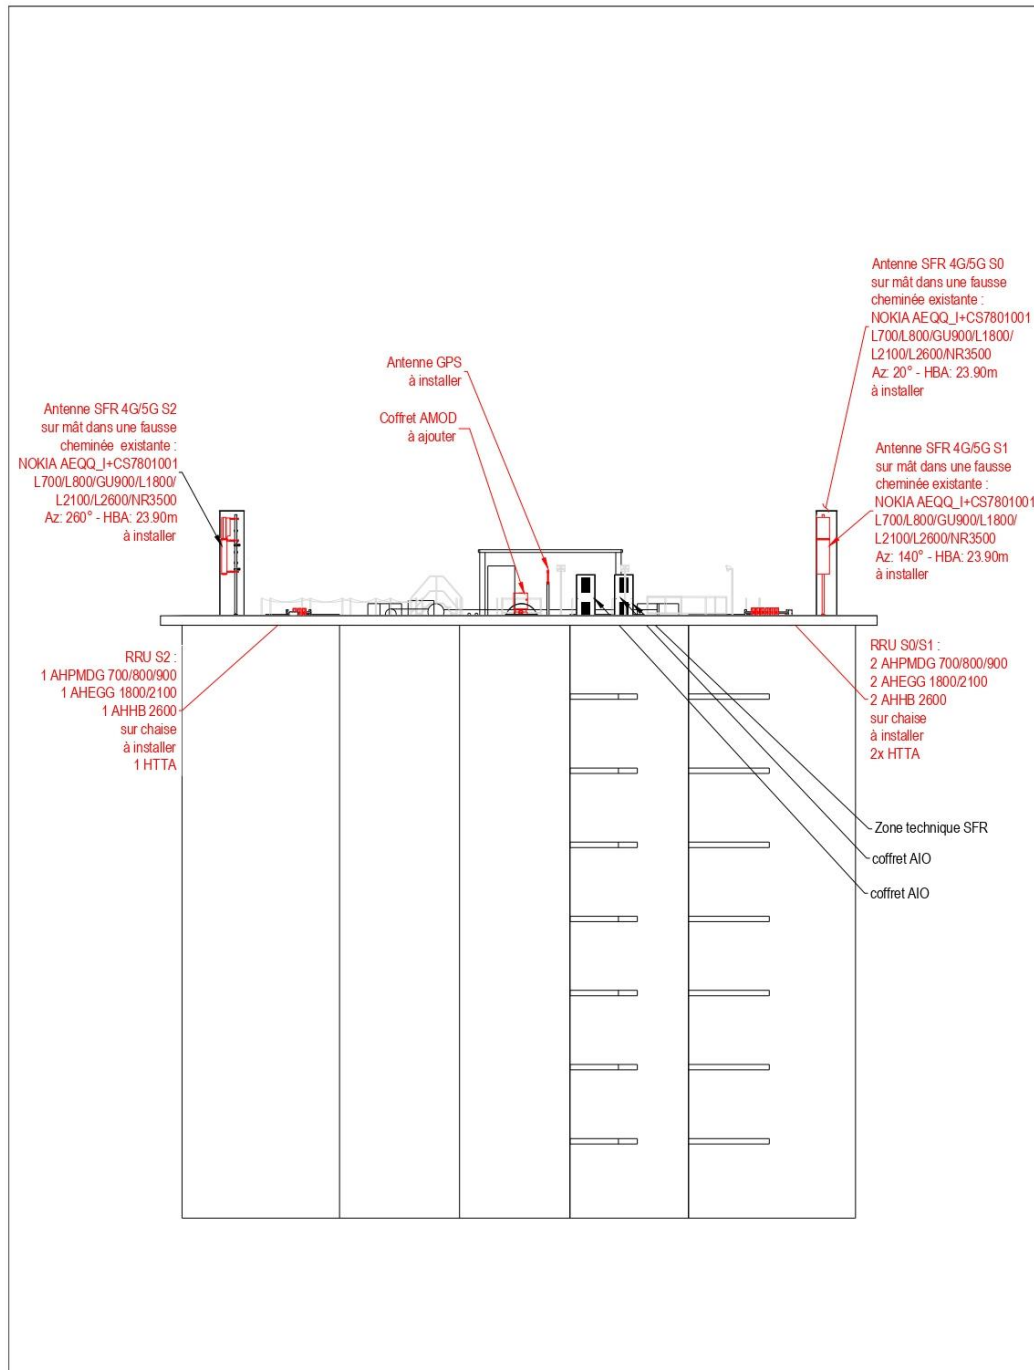 Antenne SFR 4G/5G S0
sur mât dans une fausse
cheminée existante :
NOKIA AEQQ_I+CS7801001
L700/L800/GU900/L1800/
L2100/L2600/NR3500
Az: 20° - HBA: 23.90m
à installer
Antenne GPS
à installer
Coffret AMOD
à ajouter
Antenne SFR 4G/5G S2
sur mât dans une fausse
cheminée existante :
NOKIA AEQQ_I+CS7801001
L700/L800/GU900/L1800/
L2100/L2600/NR3500
Az: 260° - HBA: 23.90m
à installer
Antenne SFR 4G/5G S1
sur mât dans une fausse
cheminée existante :
NOKIA AEQQ_I+CS7801001
L700/L800/GU900/L1800/
L2100/L2600/NR3500
Az: 140° - HBA: 23.90m
à installer
RRU S2 :
1 AHPMDG 700/800/900
1 AHEGG 1800/2100
1 AHHB 2600
sur chaise
à installer
1 HTTA
RRU S0/S1 :
2 AHPMDG 700/800/900
2 AHEGG 1800/2100
2 AHHB 2600
sur chaise
à installer
2x HTTA
Zone technique SFR
coffret AIO
coffret AIO